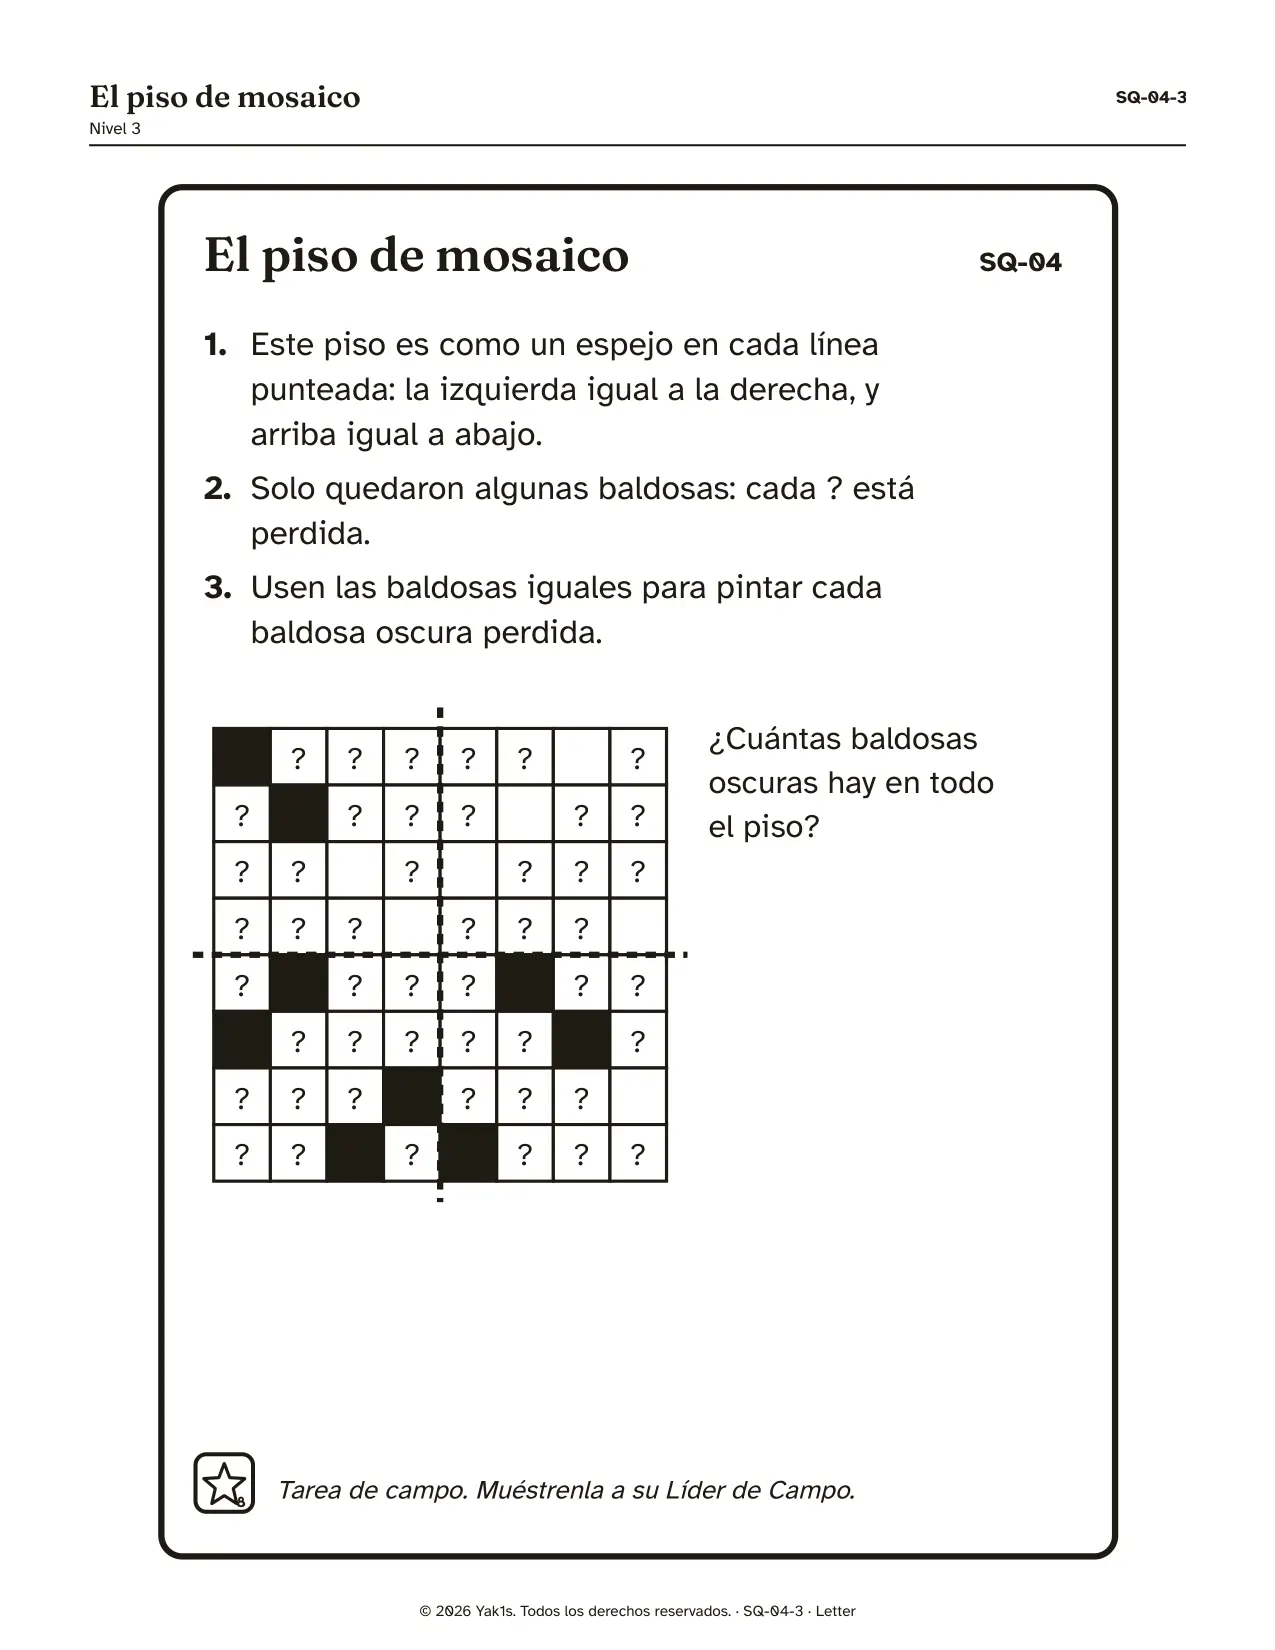 El piso de mosaico
SQ-04-3
Nivel 3
El piso de mosaico
SQ-04
1. Este piso es como un espejo en cada línea
punteada: la izquierda igual a la derecha, y
arriba igual a abajo.
2. Solo quedaron algunas baldosas: cada ? está
perdida.
3. Usen las baldosas iguales para pintar cada
baldosa oscura perdida.
? ? ? ? ? ?
? ? ? ? ? ?
? ? ? ? ? ?
? ? ? ? ? ?
? ? ? ? ? ?
? ? ? ? ? ?
? ? ? ? ? ?
? ? ? ? ? ?
¿Cuántas baldosas
oscuras hay en todo
el piso?
8
Tarea de campo. Muéstrenla a su Líder de Campo.
© 2026 Yak1s. Todos los derechos reservados. · SQ-04-3 · Letter